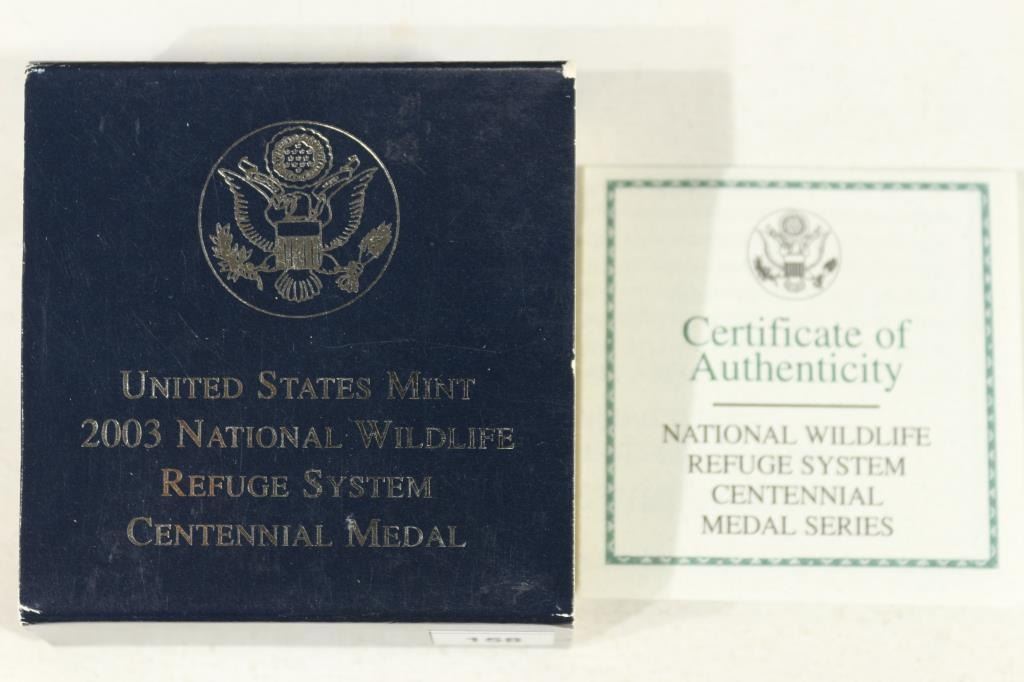 UNITED STATES MINT
2003 NATIONAL WILDLIFE
REFUGE SYSTEM
CENTENNIAL MEDAL
158
Certificate of
Authenticity
NATIONAL WILDLIFE
REFUGE SYSTEM
CENTENNIAL
MEDAL SERIES